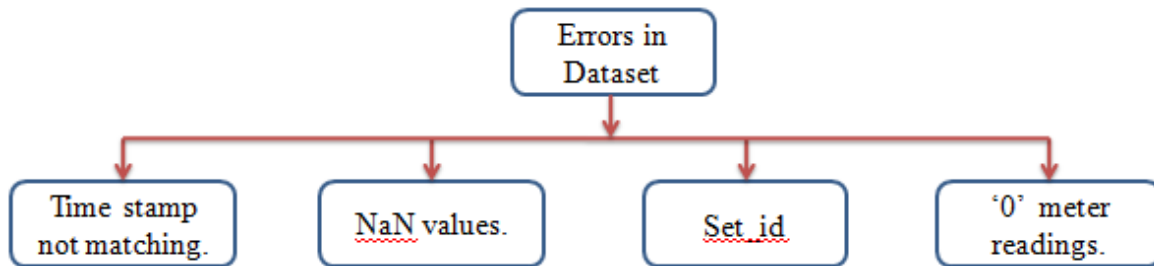 Errors in
Dataset
Time stamp
not matching.
NaN values.
Set_id
‘0’ meter
readings.